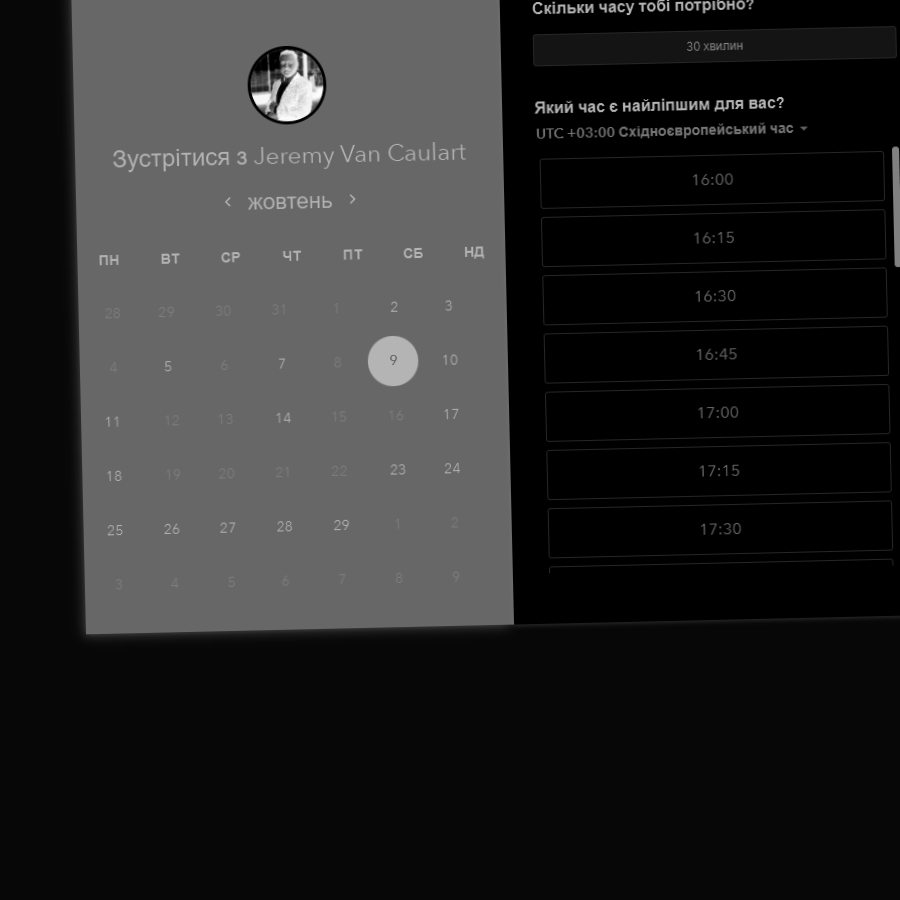 Зустрітися з Jeremy Van Caulart
жовтень
ПН ВТ СР ЧТ ПТ СБ НД
28 29 30 31 1 2 3
4 5 6 7 8 9 10
11 12 13 14 15 16 17
18 19 20 21 22 23 24
25 26 27 28 29 1 2
3 4 5 6 7 8 9
Скільки часу тобі потрібно?
30 хвилин
Який час є найліпшим для вас?
UTC +03:00 Східноєвропейський час
16:00
16:15
16:30
16:45
17:00
17:15
17:30